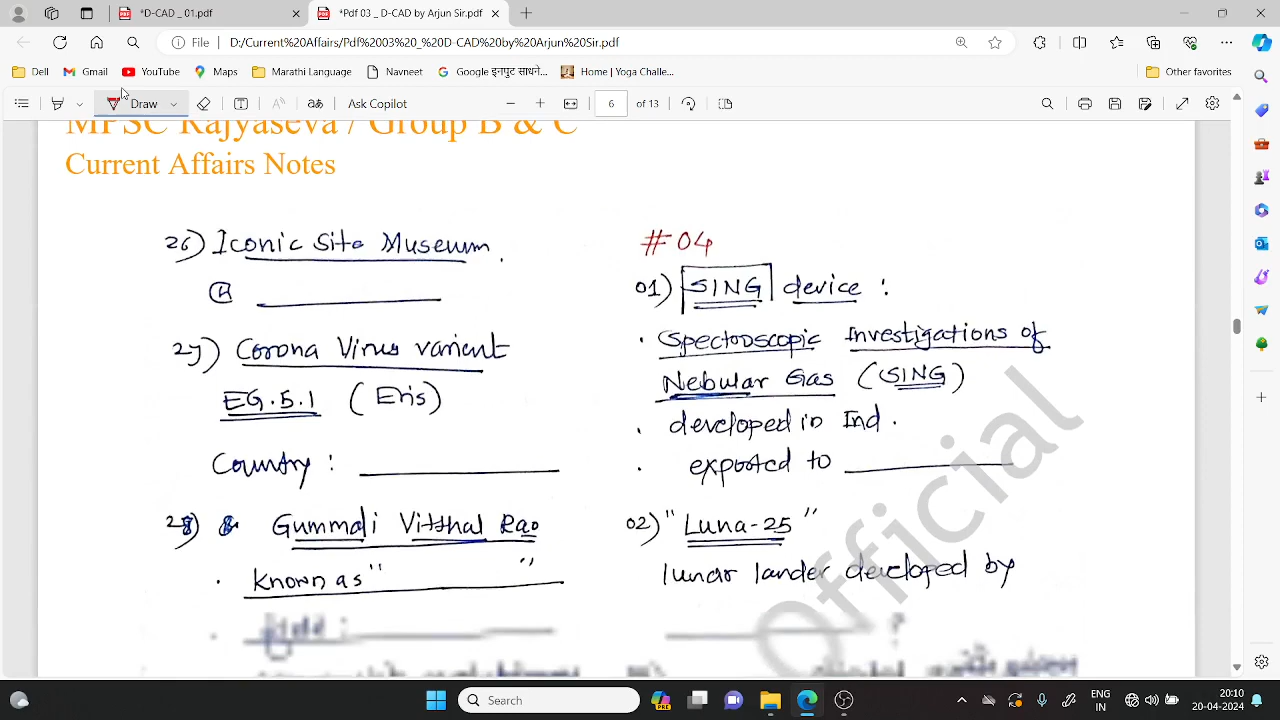 *D-CAD _01.pdf
*Pdf 03 _ D-CAD by Arjun Sir.pdf
File
D:/Current%20Affairs/Pdf%2003%20_%20D-CAD%20by%20Arjun%20Sir.pdf
Dell
Gmail
YouTube
Maps
Marathi Language
Navneet
Google इनपुट साधने...
Home | Yoga Challe...
Other favorites
Draw
Ask Copilot
6 of 13
MPSC Rajyaseva / Group B & C
Current Affairs Notes
26) Iconic Site Museum.
@
27) Corona Virus varient
EG.5.1 (Eris)
Country :
28) Gummadi Vitthal Rao
. Known as " "
#04
01) SING device :
. Spectroscopic Investigations of
Nebular Gas (SING)
. developed in Ind.
. exported to
02) "Luna-25"
lunar lander developed by
?
Official
Search
ENG
IN
20:10
20-04-2024